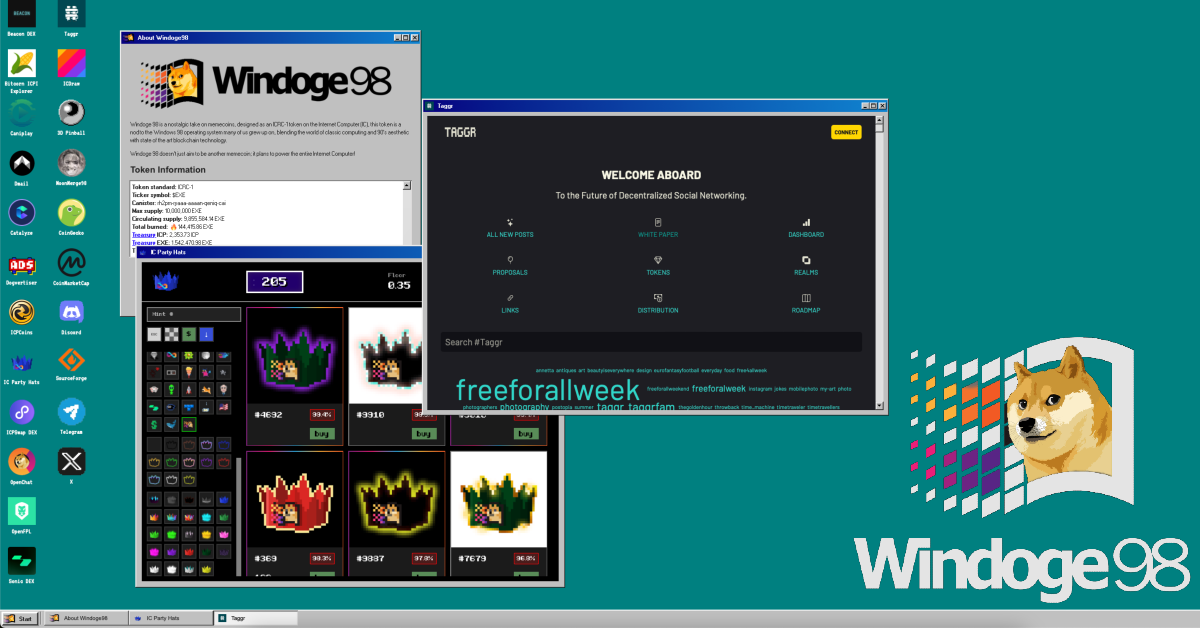 BEACON
Beacon DEX
Taggr
Bitcorn ICPI
Explorer
ICDraw
Caniplay
3D Pinball
Dmail
MoonMerge98
Catalyze
CoinGecko
ADS
Dogvertiser
CoinMarketCap
ICPCoins
Discord
IC Party Hats
SourceForge
ICPSwap DEX
Telegram
OpenChat
X
OpenFPL
Sonic DEX
About Windoge98
Windoge98
Windoge 98 is a nostalgic take on memecoins, designed as an ICRC-1 token on the Internet Computer (IC), this token is a
nod to the Windows 98 operating system many of us grew up on, blending the world of classic computing and 90's aesthetic
with state of the art blockchain technology.
Windoge 98 doesn't just aim to be another memecoin; it plans to power the entire Internet Computer!
Token Information
Token standard: ICRC-1
Ticker symbol: $EXE
Canister: rh2pm-ryaaa-aaaan-qeniq-cai
Max supply: 10,000,000 EXE
Circulating supply: 9,855,584.14 EXE
Total burned: 🔥 144,415.86 EXE
Treasury ICP: 2,353.73 ICP
Treasury EXE: 1,542,470.98 EXE
IC Party Hats
205
Floor
0.35
Mint #
#4692
99.4%
buy
#9910
buy
buy
#369
98.3%
#9887
97.8%
#7679
96.8%
Taggr
TAGGR
CONNECT
WELCOME ABOARD
To the Future of Decentralized Social Networking.
ALL NEW POSTS
WHITE PAPER
DASHBOARD
PROPOSALS
TOKENS
REALMS
LINKS
DISTRIBUTION
ROADMAP
Search #Taggr
annetta antiques art beautyiseverywhere design eurofantasyfootball everyday food free4allweek
freeforallweek freeforallweekend freeforalweek instagram jokes mobilephoto my-art photo
photographers photography postopia summer taggr taggrfam thegoldenhour throwback time_machine timetraveler timetravellers
Windoge98
Start
About Windoge98
IC Party Hats
Taggr